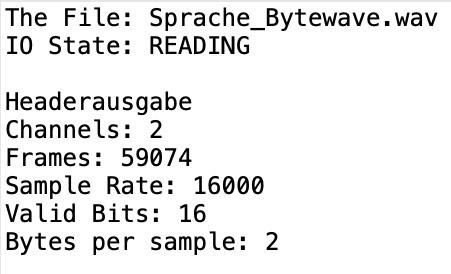 The File: Sprache_Bytewave.wav
IO State: READING
Headerausgabe
Channels: 2
Frames: 59074
Sample Rate: 16000
Valid Bits: 16
Bytes per sample: 2